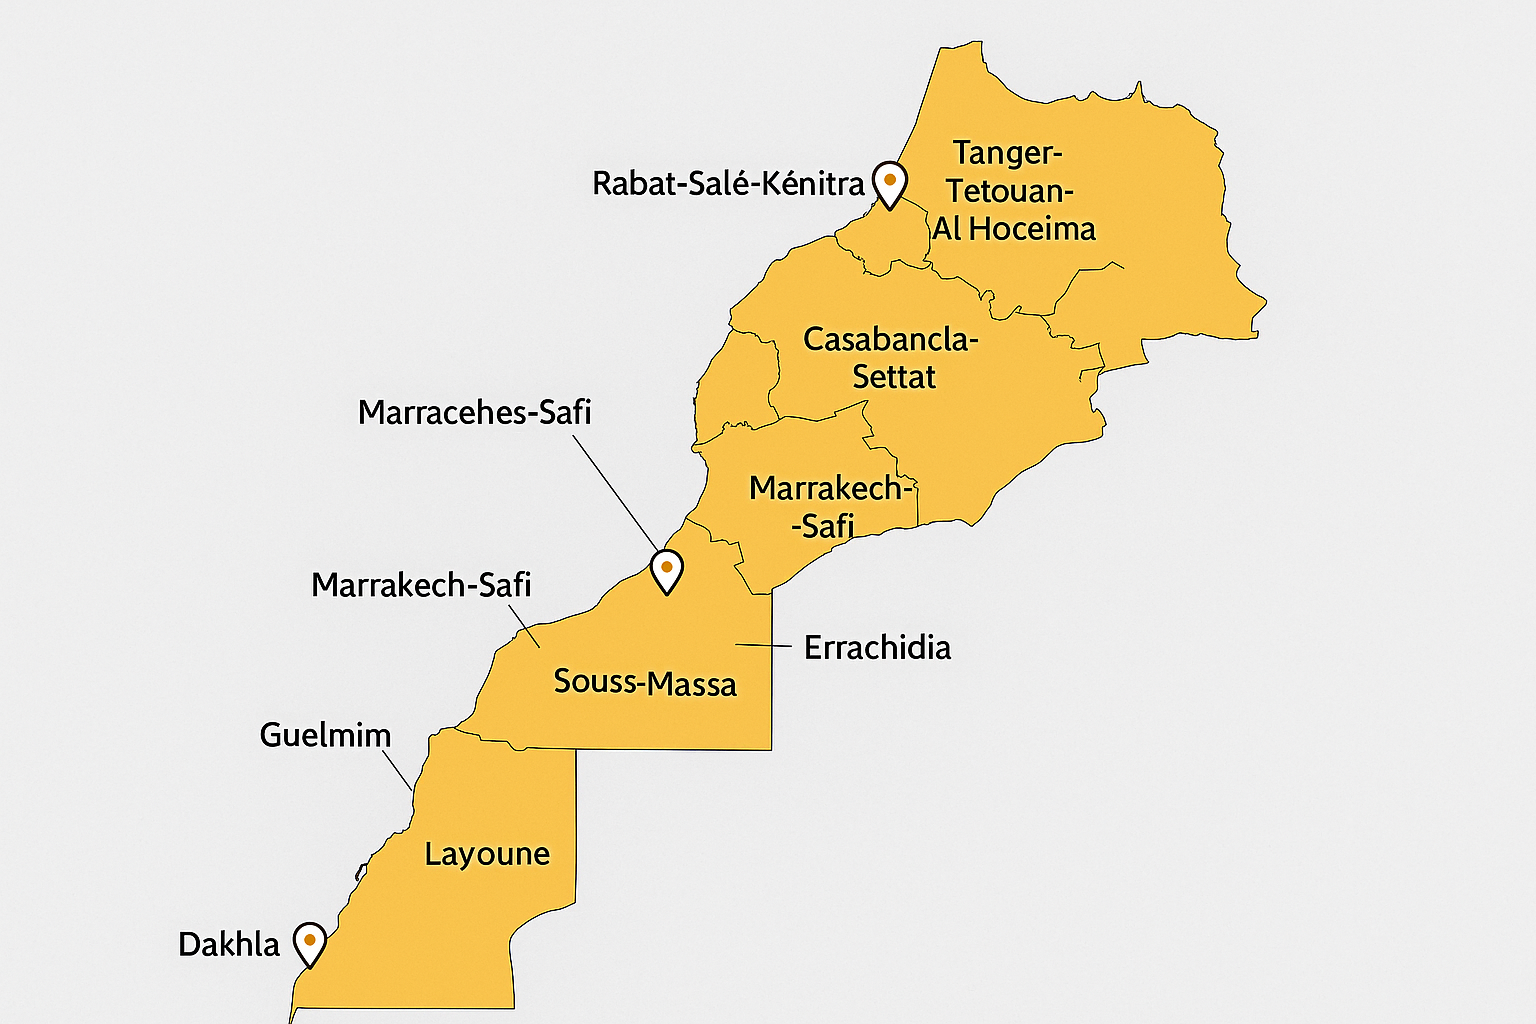 Tanger-
Tetouan-
Al Hoceima
Rabat-Salé-Kénitra
Casabancla-
Settat
Marracehes-Safi
Marrakech-
-Safi
Marrakech-Safi
Errachidia
Souss-Massa
Guelmim
Layoune
Dakhla